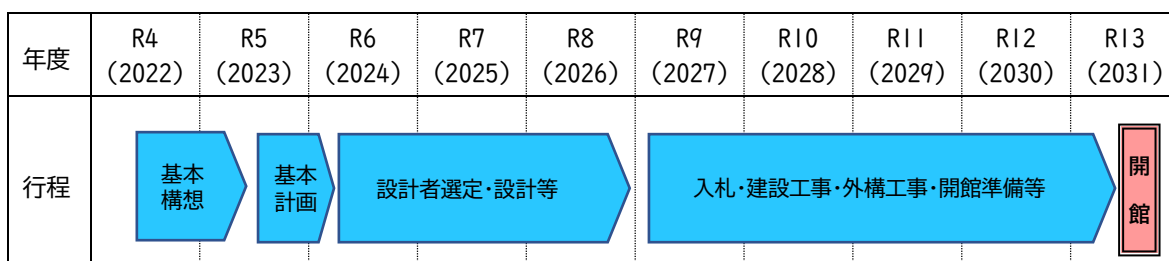 年度
R4
(2022)
R5
(2023)
R6
(2024)
R7
(2025)
R8
(2026)
R9
(2027)
R10
(2028)
R11
(2029)
R12
(2030)
R13
(2031)
行程
基本
構想
基本
計画
設計者選定・設計等
入札・建設工事・外構工事・開館準備等
開
館